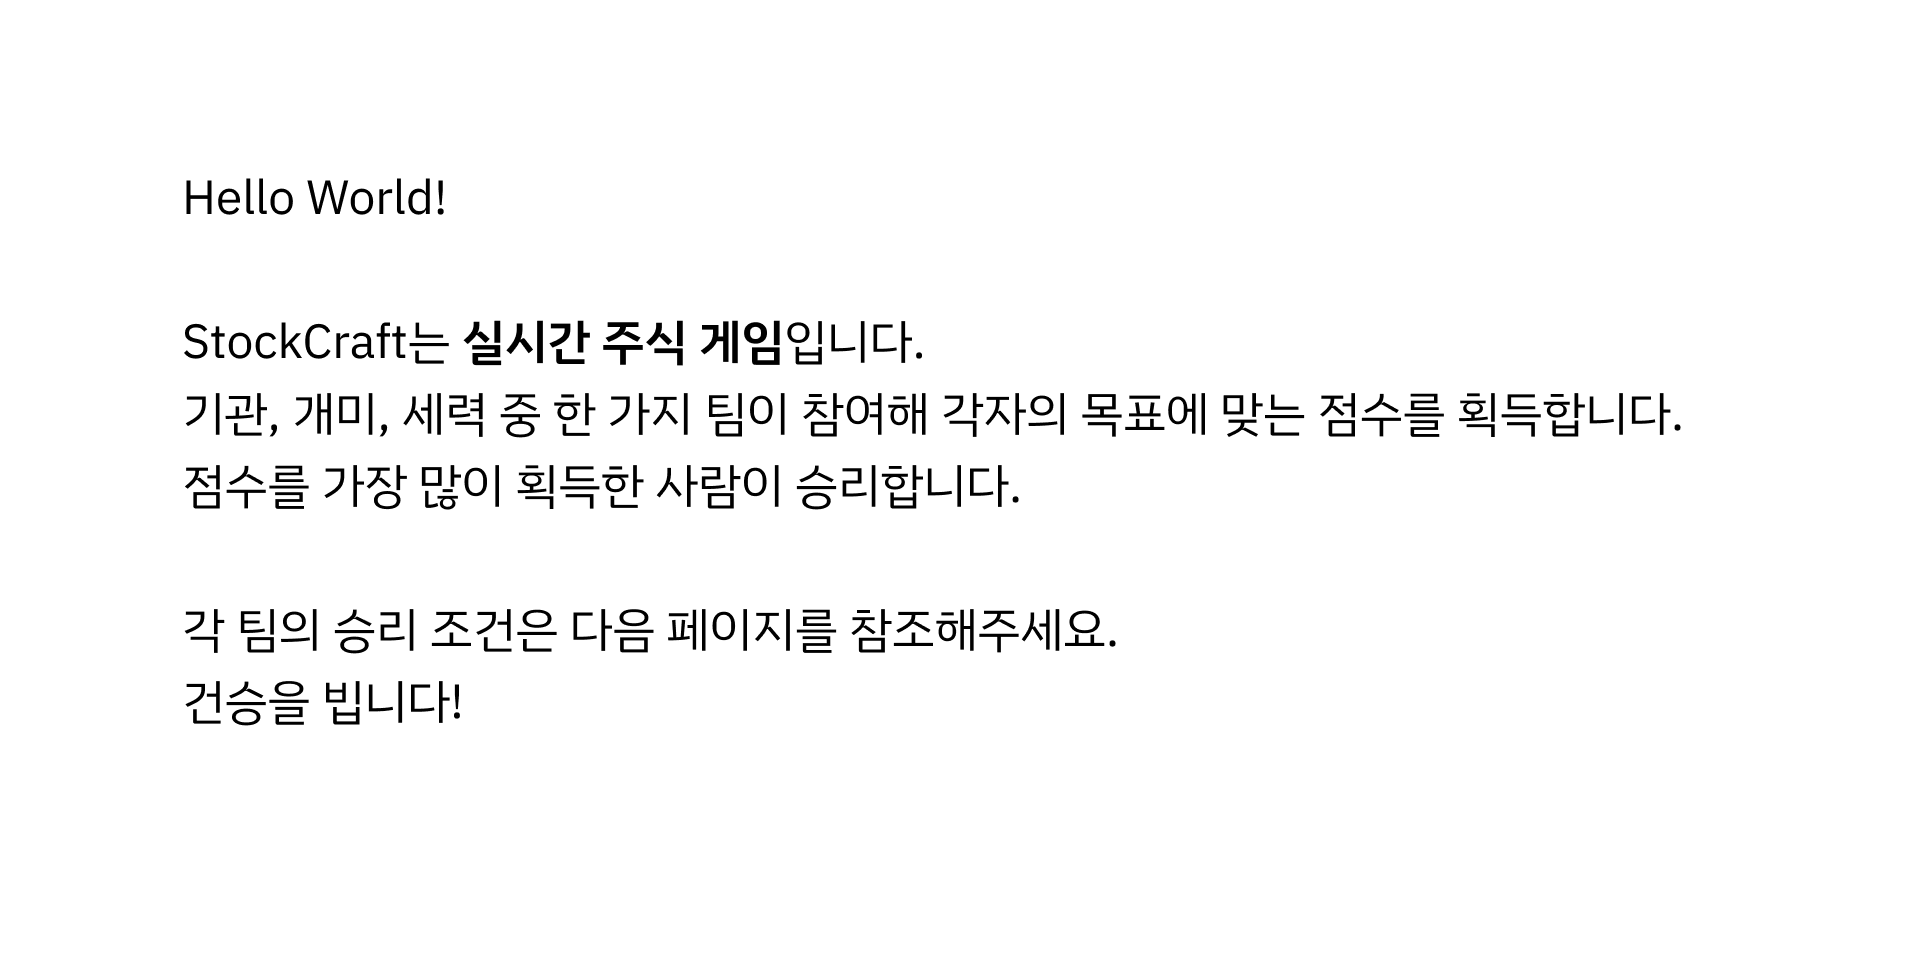 Hello World!
StockCraft는 실시간 주식 게임입니다.
기관, 개미, 세력 중 한 가지 팀이 참여해 각자의 목표에 맞는 점수를 획득합니다.
점수를 가장 많이 획득한 사람이 승리합니다.
각 팀의 승리 조건은 다음 페이지를 참조해주세요.
건승을 빕니다!